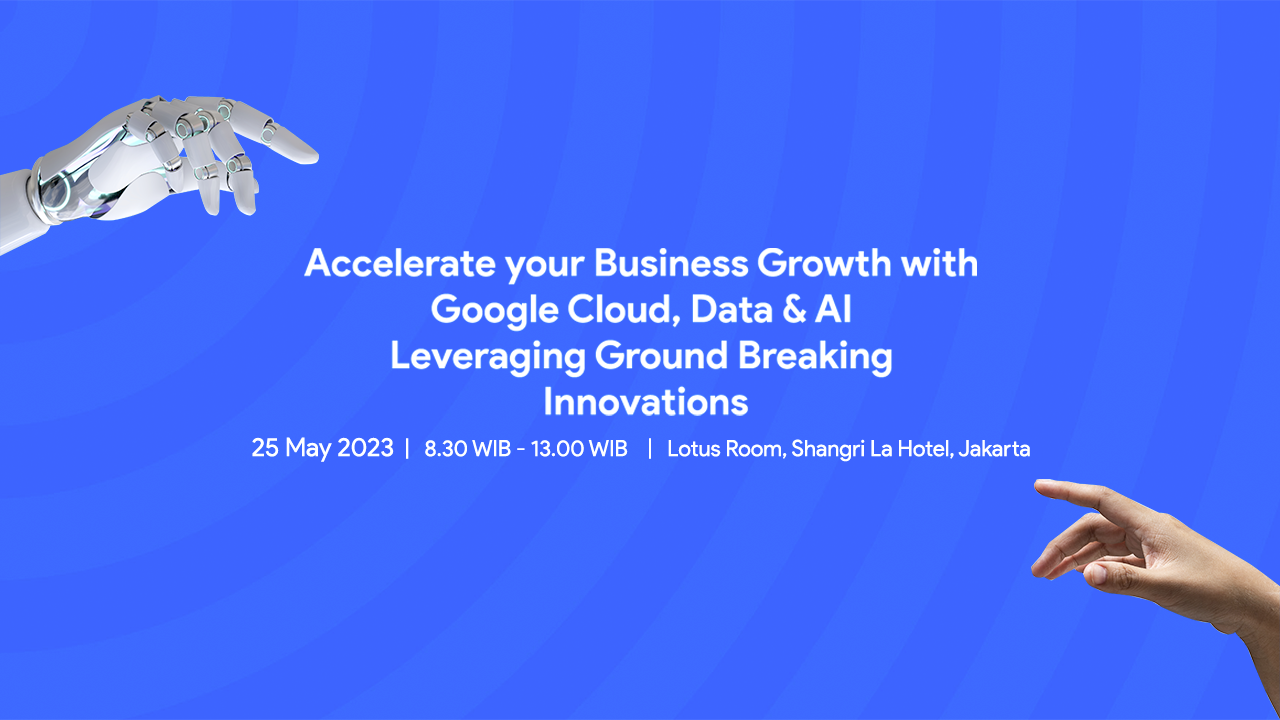 Accelerate your Business Growth with
Google Cloud, Data & AI
Leveraging Ground Breaking
Innovations
25 May 2023 | 8.30 WIB - 13.00 WIB | Lotus Room, Shangri La Hotel, Jakarta